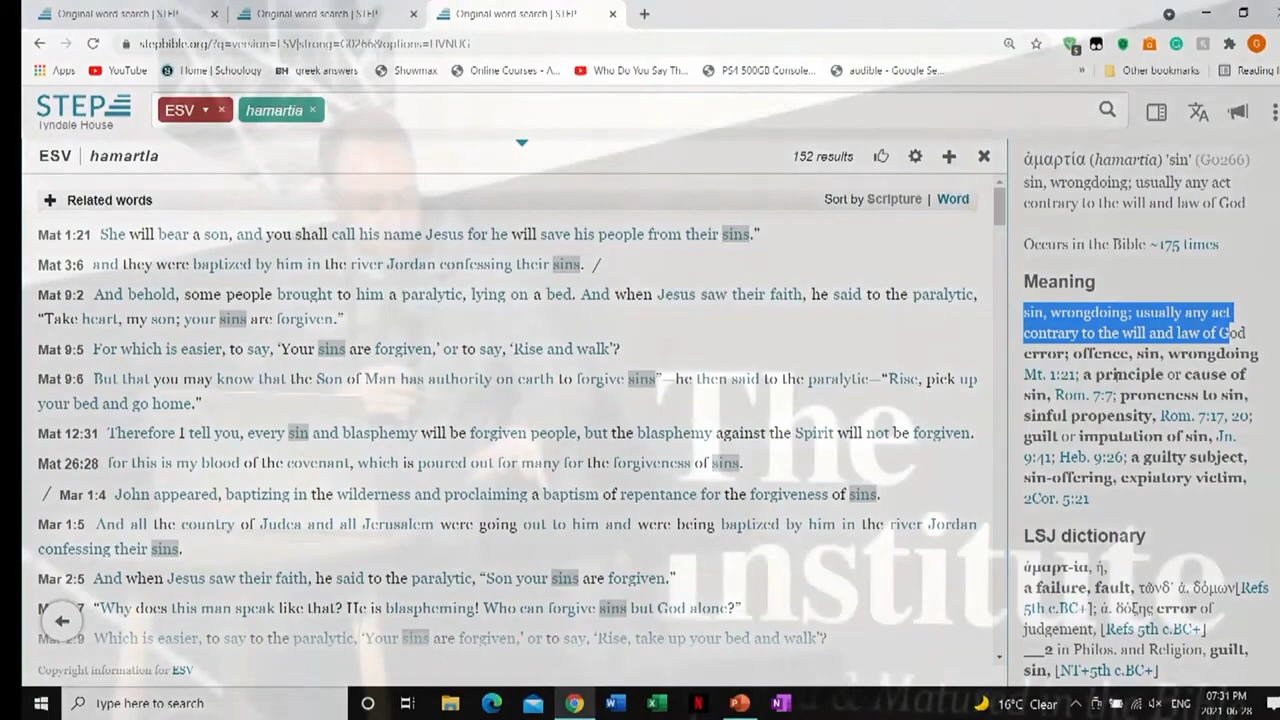 Original word search | STEP
Original word search | STEP
Original word search | STEP
stepbible.org/?q=version=ESV|strong=G0266&options=HVNUG
Apps YouTube Home | Schoology greek answers Showmax Online Courses - A... Who Do You Say Th... PS4 500GB Console... audible - Google Se... » Other bookmarks Reading
STEP
Tyndale House
ESV hamartia
ESV | hamartia 152 results
Related words Sort by Scripture | Word
Mat 1:21 She will bear a son, and you shall call his name Jesus for he will save his people from their sins."
Mat 3:6 and they were baptized by him in the river Jordan confessing their sins.
Mat 9:2 And behold, some people brought to him a paralytic, lying on a bed. And when Jesus saw their faith, he said to the paralytic,
“Take heart, my son; your sins are forgiven.”
Mat 9:5 For which is easier, to say, ‘Your sins are forgiven,’ or to say, ‘Rise and walk’?
Mat 9:6 But that you may know that the Son of Man has authority on earth to forgive sins”—he then said to the paralytic—“Rise, pick up
your bed and go home.”
Mat 12:31 Therefore I tell you, every sin and blasphemy will be forgiven people, but the blasphemy against the Spirit will not be forgiven.
Mat 26:28 for this is my blood of the covenant, which is poured out for many for the forgiveness of sins.
Mar 1:4 John appeared, baptizing in the wilderness and proclaiming a baptism of repentance for the forgiveness of sins.
Mar 1:5 And all the country of Judea and all Jerusalem were going out to him and were being baptized by him in the river Jordan
confessing their sins.
Mar 2:5 And when Jesus saw their faith, he said to the paralytic, “Son your sins are forgiven.”
“Why does this man speak like that? He is blaspheming! Who can forgive sins but God alone?”
Which is easier, to say to the paralytic, ‘Your sins are forgiven,’ or to say, ‘Rise, take up your bed and walk’?
Copyright information for ESV
ἁμαρτία (hamartia) 'sin' (G0266)
sin, wrongdoing; usually any act
contrary to the will and law of God
Occurs in the Bible ~175 times
Meaning
sin, wrongdoing; usually any act
contrary to the will and law of God
error; offence, sin, wrongdoing
Mt. 1:21; a principle or cause of
sin, Rom. 7:7; proneness to sin,
sinful propensity, Rom. 7:17, 20;
guilt or imputation of sin, Jn.
9:41; Heb. 9:26; a guilty subject,
sin-offering, expiatory victim,
2Cor. 5:21
LSJ dictionary
ἁμαρτ-ία, ἡ,
a failure, fault, τῶνδ᾽ ἁ. δόμων[Refs
5th c.BC+]; ἁ. δόξης error of
judgement, [Refs 5th c.BC+]
__2 in Philos. and Religion, guilt,
sin, [NT+5th c.BC+]
The
institute
& Mature
Type here to search
16°C Clear ENG
07:31 PM
2021-06-28